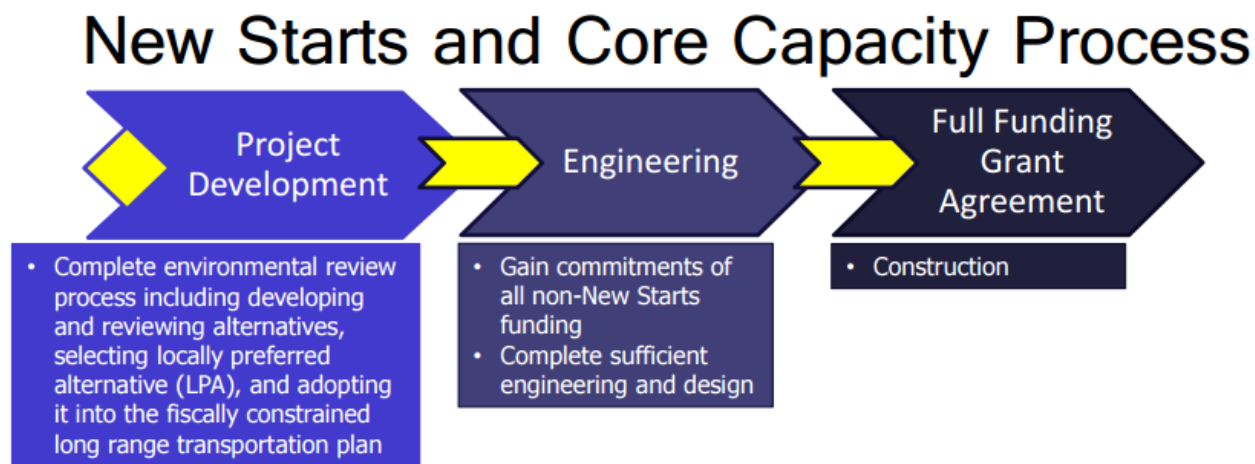 New Starts and Core Capacity Process
Project
Development
Engineering
Full Funding
Grant
Agreement
• Complete environmental review
process including developing
and reviewing alternatives,
selecting locally preferred
alternative (LPA), and adopting
it into the fiscally constrained
long range transportation plan
• Gain commitments of
all non-New Starts
funding
• Complete sufficient
engineering and design
• Construction